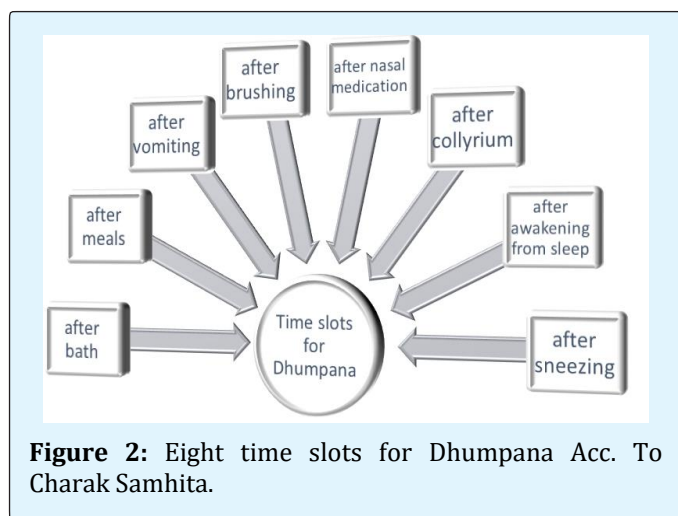 after
bath
after
meals
after
vomiting
after
brushing
after nasal
medication
after
collyrium
after
awakening
from sleep
after
sneezing
Time slots
for
Dhumpana
Figure 2: Eight time slots for Dhumpana Acc. To
Charak Samhita.